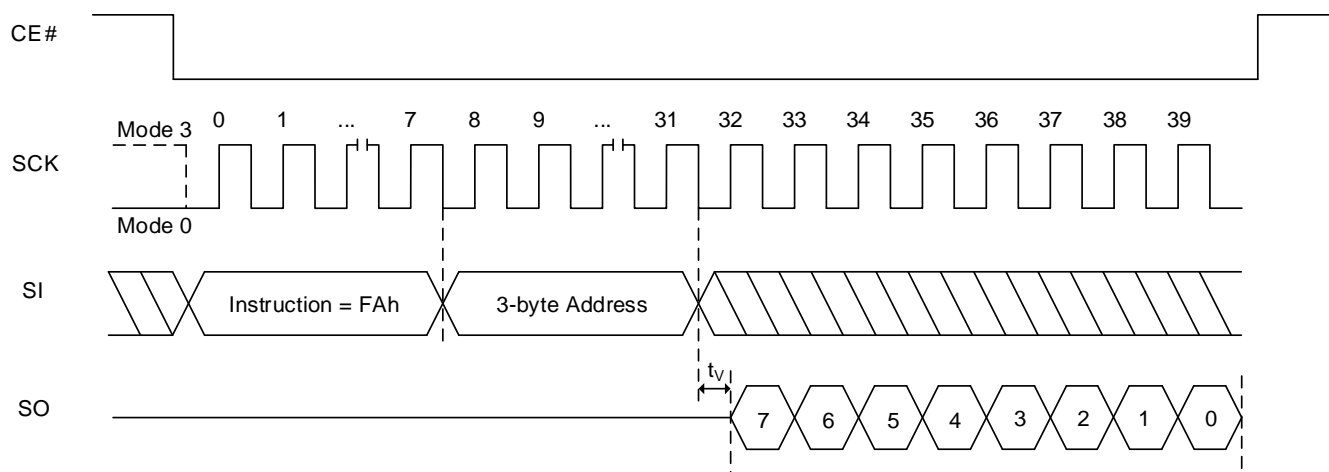 CE#
0 1 ... 7 8 9 ... 31 32 33 34 35 36 37 38 39
Mode 3
SCK
Mode 0
SI
Instruction = FAh 3-byte Address
tV
SO
7 6 5 4 3 2 1 0